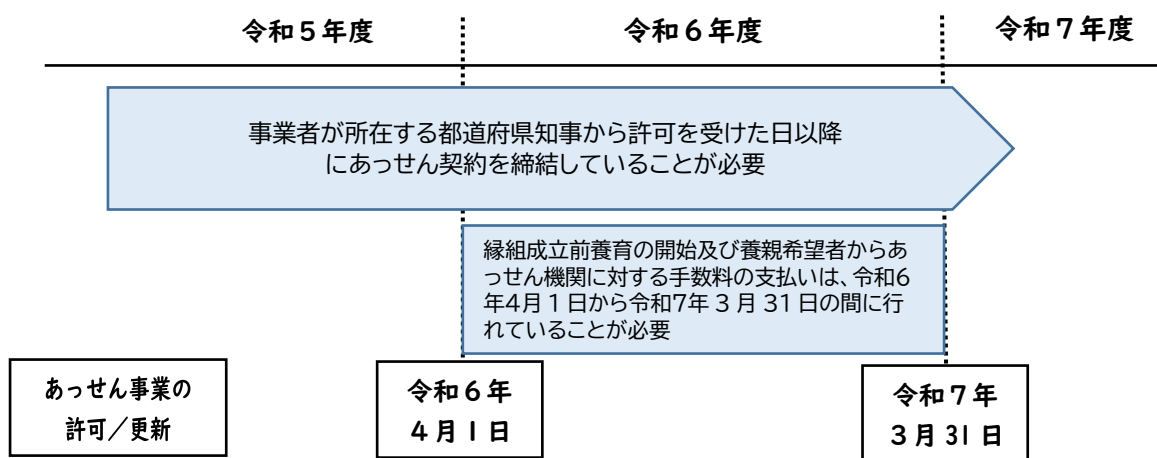 令和５年度
令和６年度
令和７年度
事業者が所在する都道府県知事から許可を受けた日以降
にあっせん契約を締結していることが必要
縁組成立前養育の開始及び養親希望者からあ
っせん機関に対する手数料の支払いは、令和６
年４月１日から令和７年３月31日の間に行
れていることが必要
あっせん事業の
許可／更新
令和６年
４月１日
令和７年
３月31日